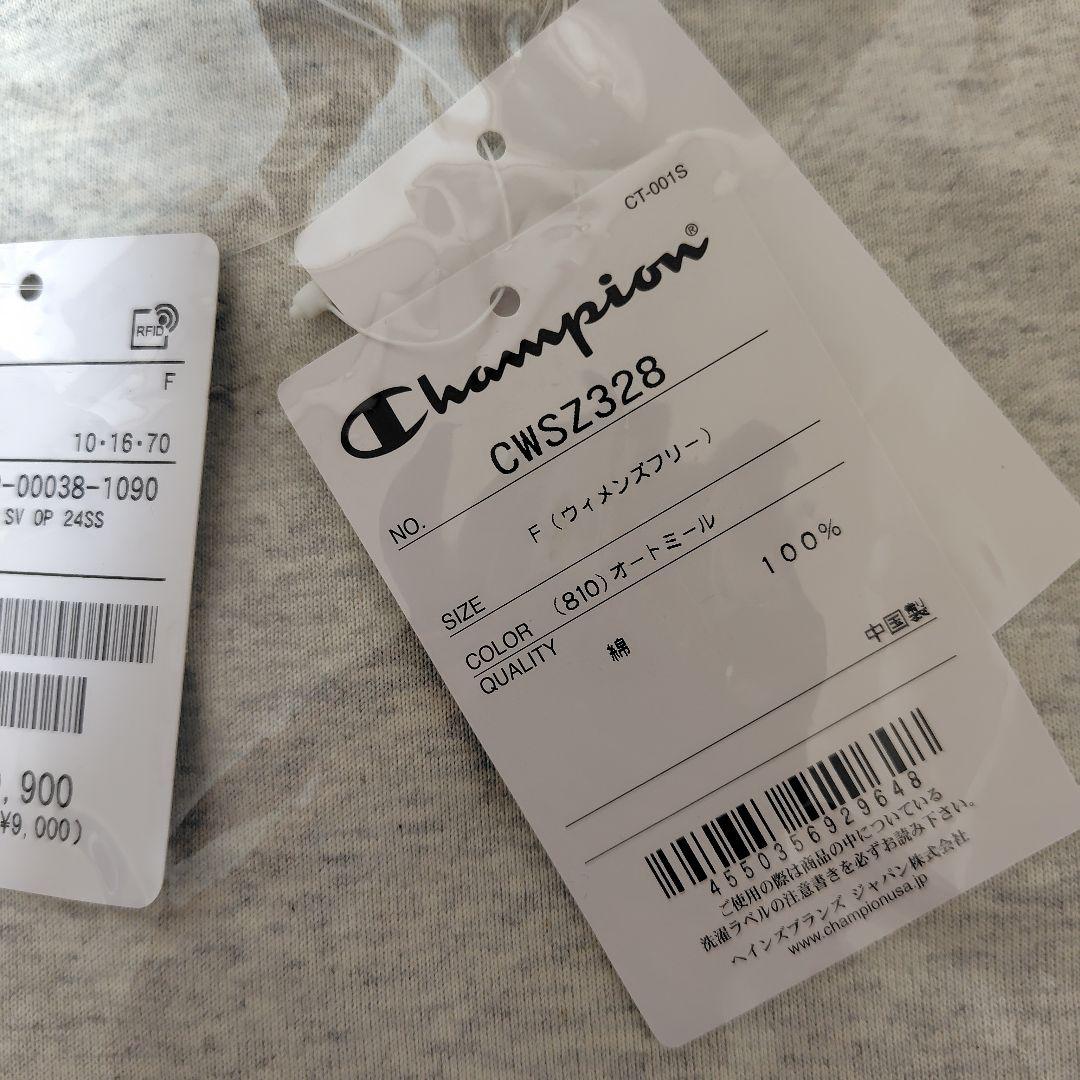 RFID
F
10・16・70
-00038-1090
SV OP 24SS
,900
¥9,000)
CT-001S
Champion®
NO. CWSZ328
SIZE F(ウィメンズフリー)
COLOR (810)オートミール
QUALITY 綿 100%
中国製
4550356929648
ご使用の際は商品の中についている
洗濯ラベルの注意書きを必ずお読み下さい。
ヘインズブランズ ジャパン株式会社
www.championusa.jp